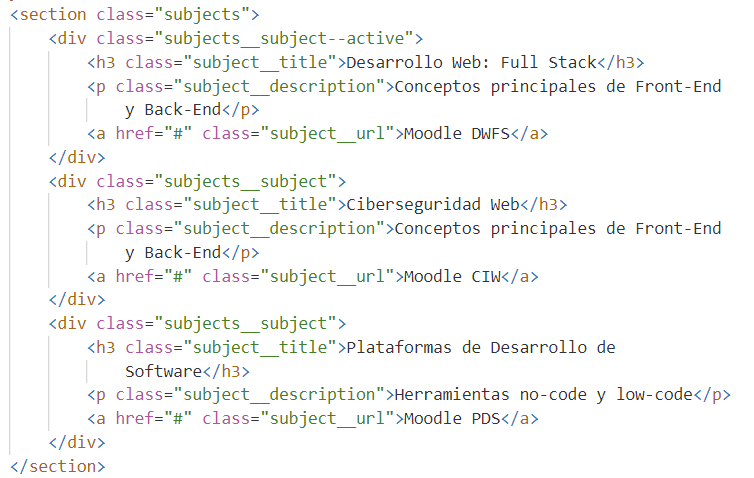 <section class="subjects">
    <div class="subjects__subject--active">
        <h3 class="subject__title">Desarrollo Web: Full Stack</h3>
        <p class="subject__description">Conceptos principales de Front-End
            y Back-End</p>
        <a href="#" class="subject__url">Moodle DWFS</a>
    </div>
    <div class="subjects__subject">
        <h3 class="subject__title">Ciberseguridad Web</h3>
        <p class="subject__description">Conceptos principales de Front-End
            y Back-End</p>
        <a href="#" class="subject__url">Moodle CIW</a>
    </div>
    <div class="subjects__subject">
        <h3 class="subject__title">Plataformas de Desarrollo de
            Software</h3>
        <p class="subject__description">Herramientas no-code y low-code</p>
        <a href="#" class="subject__url">Moodle PDS</a>
    </div>
</section>